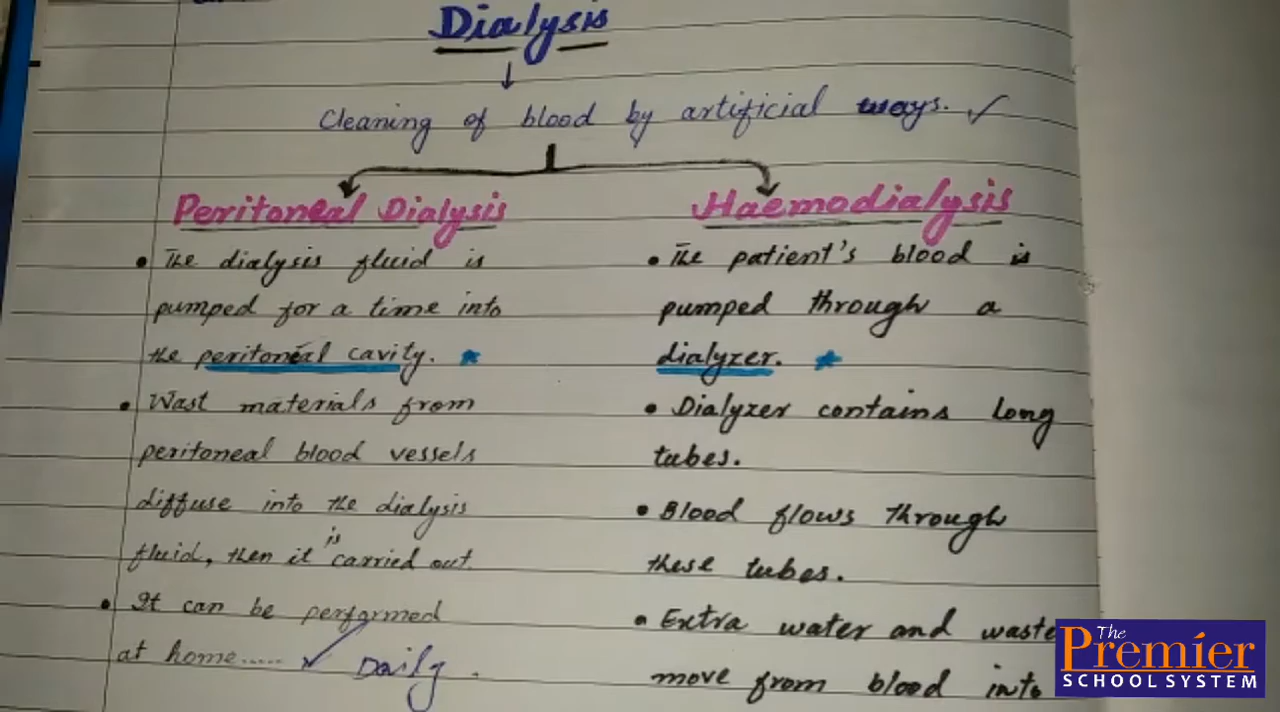 Dialysis
Cleaning of blood by artificial ways.
Peritoneal Dialysis
• The dialysis fluid is
pumped for a time into
the peritoneal cavity.
• Wast materials from
peritoneal blood vessels
diffuse into the dialysis
fluid, then it is carried out
• It can be performed
at home.....
Daily.
Haemodialysis
• The patient's blood is
pumped through a
dialyzer.
• Dialyzer contains long
tubes.
• Blood flows through
these tubes.
• Extra water and waste
move from blood into
The
Premier
SCHOOL SYSTEM